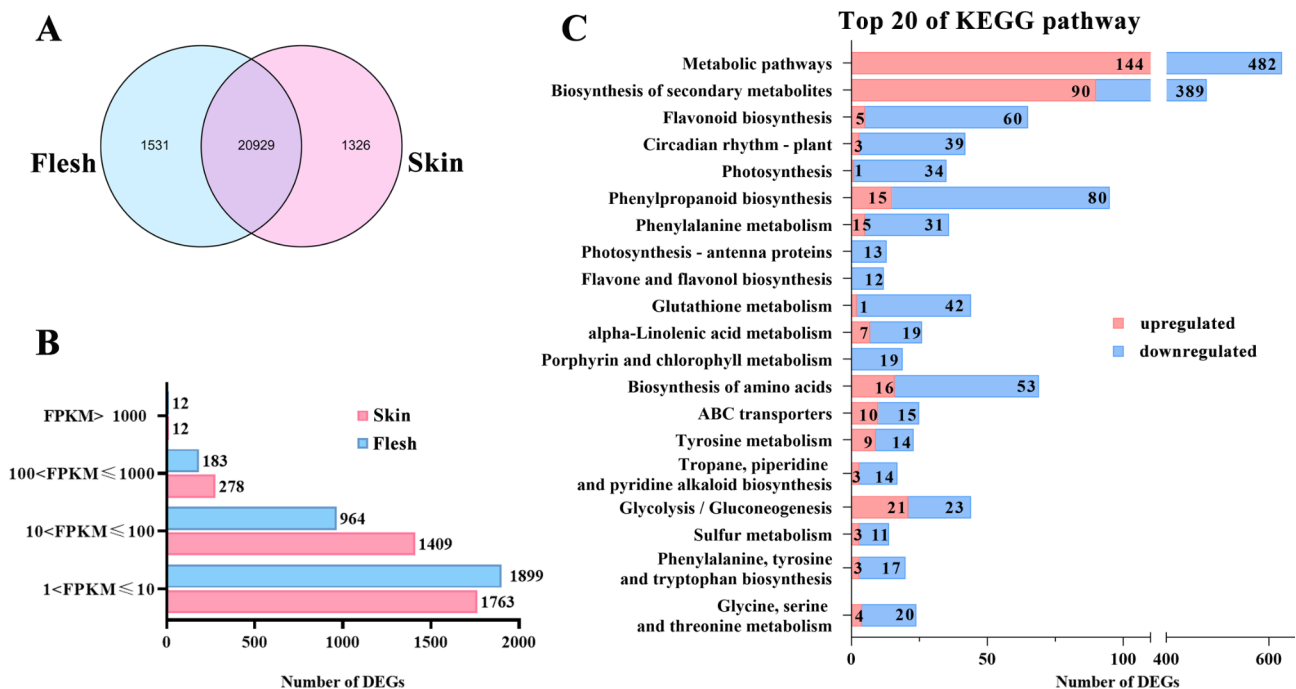 A
Flesh
1531
20929
1326
Skin
B
FPKM> 1000
12
12
100<FPKM≤1000
183
278
10<FPKM≤100
964
1409
1<FPKM≤10
1899
1763
Skin
Flesh
0 500 1000 1500 2000
Number of DEGs
C
Top 20 of KEGG pathway
Metabolic pathways 144 482
Biosynthesis of secondary metabolites 90 389
Flavonoid biosynthesis 5 60
Circadian rhythm - plant 3 39
Photosynthesis 1 34
Phenylpropanoid biosynthesis 15 80
Phenylalanine metabolism 15 31
Photosynthesis - antenna proteins 13
Flavone and flavonol biosynthesis 12
Glutathione metabolism 1 42
alpha-Linolenic acid metabolism 7 19
Porphyrin and chlorophyll metabolism 19
Biosynthesis of amino acids 16 53
ABC transporters 10 15
Tyrosine metabolism 9 14
Tropane, piperidine
and pyridine alkaloid biosynthesis 3 14
Glycolysis / Gluconeogenesis 21 23
Sulfur metabolism 3 11
Phenylalanine, tyrosine
and tryptophan biosynthesis 3 17
Glycine, serine
and threonine metabolism 4 20
upregulated
downregulated
0 50 100 400 600
Number of DEGs